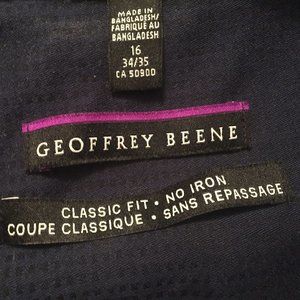 MADE IN
BANGLADESH/
FABRIQUÉ AU
BANGLADESH
16
34/35
CA 50900
GEOFFREY BEENE
CLASSIC FIT • NO IRON
COUPE CLASSIQUE • SANS REPASSAGE